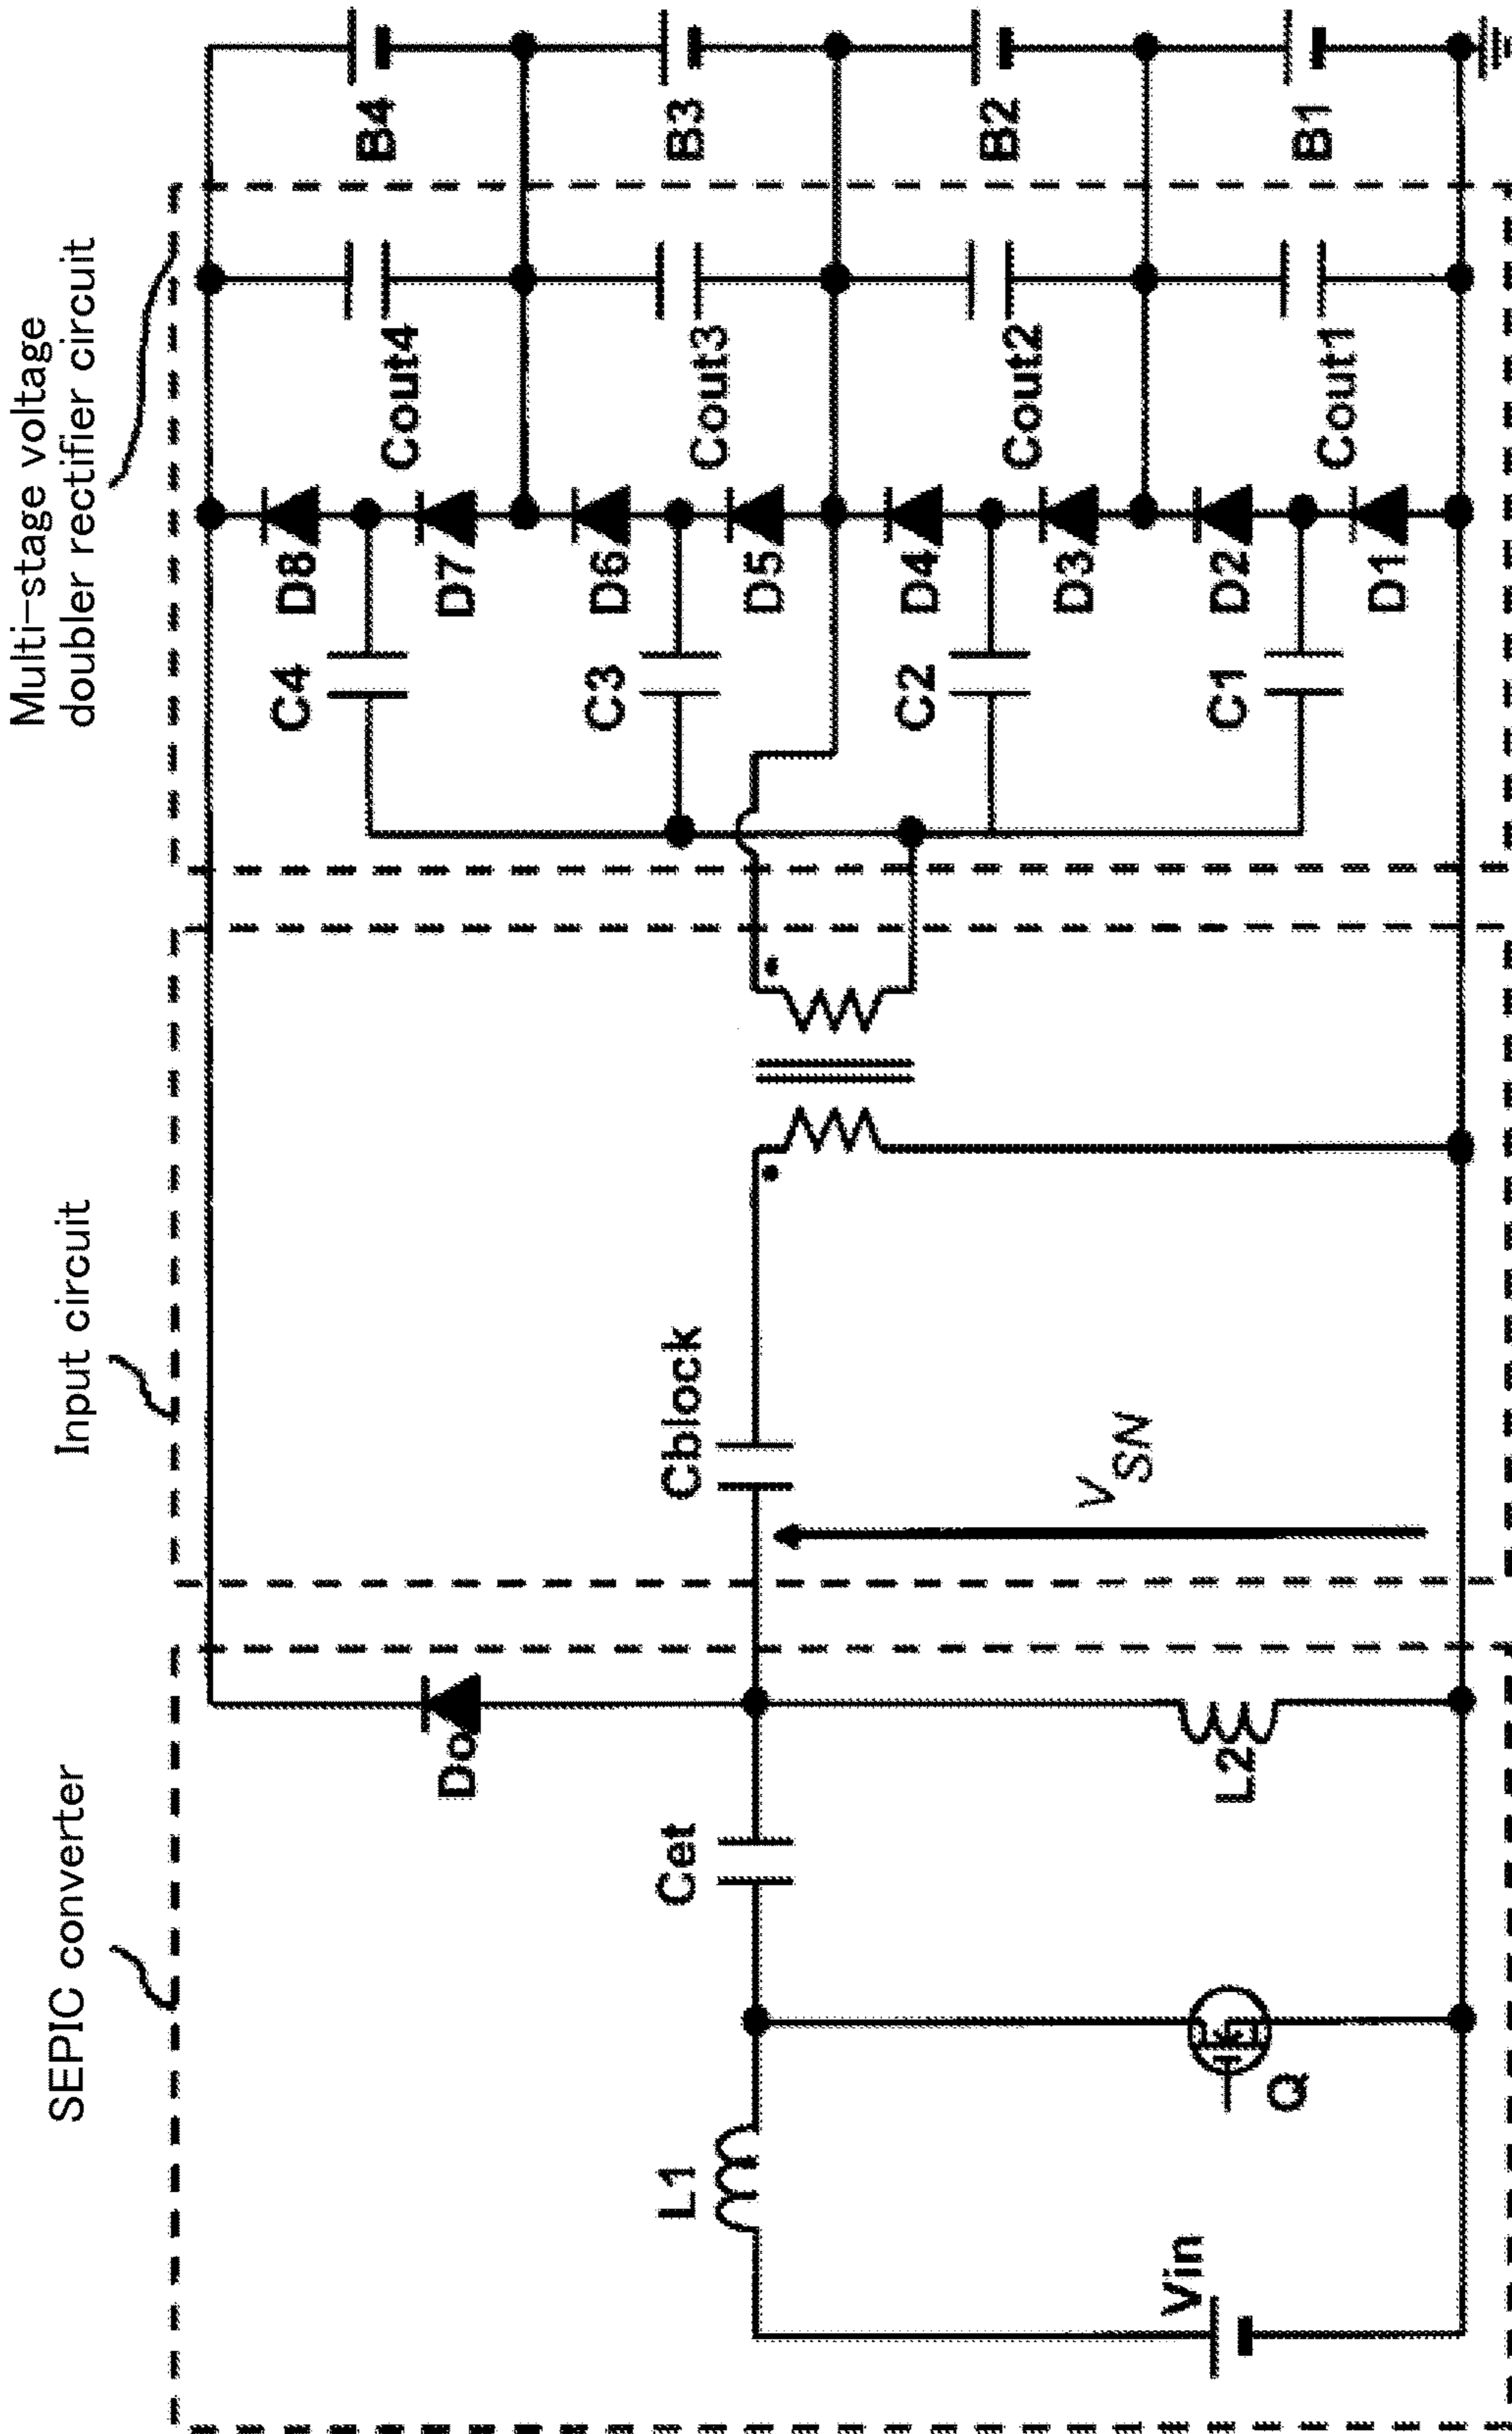 SEPIC converter
Input circuit
Multi-stage voltage
doubler rectifier circuit
Do
D8
B4
C4
Cout4
D7
D6
B3
C3
Cout3
D5
L1
Cet
Cblock
D4
B2
C2
Cout2
D3
V SN
Vin
Q
L2
D2
B1
C1
Cout1
D1